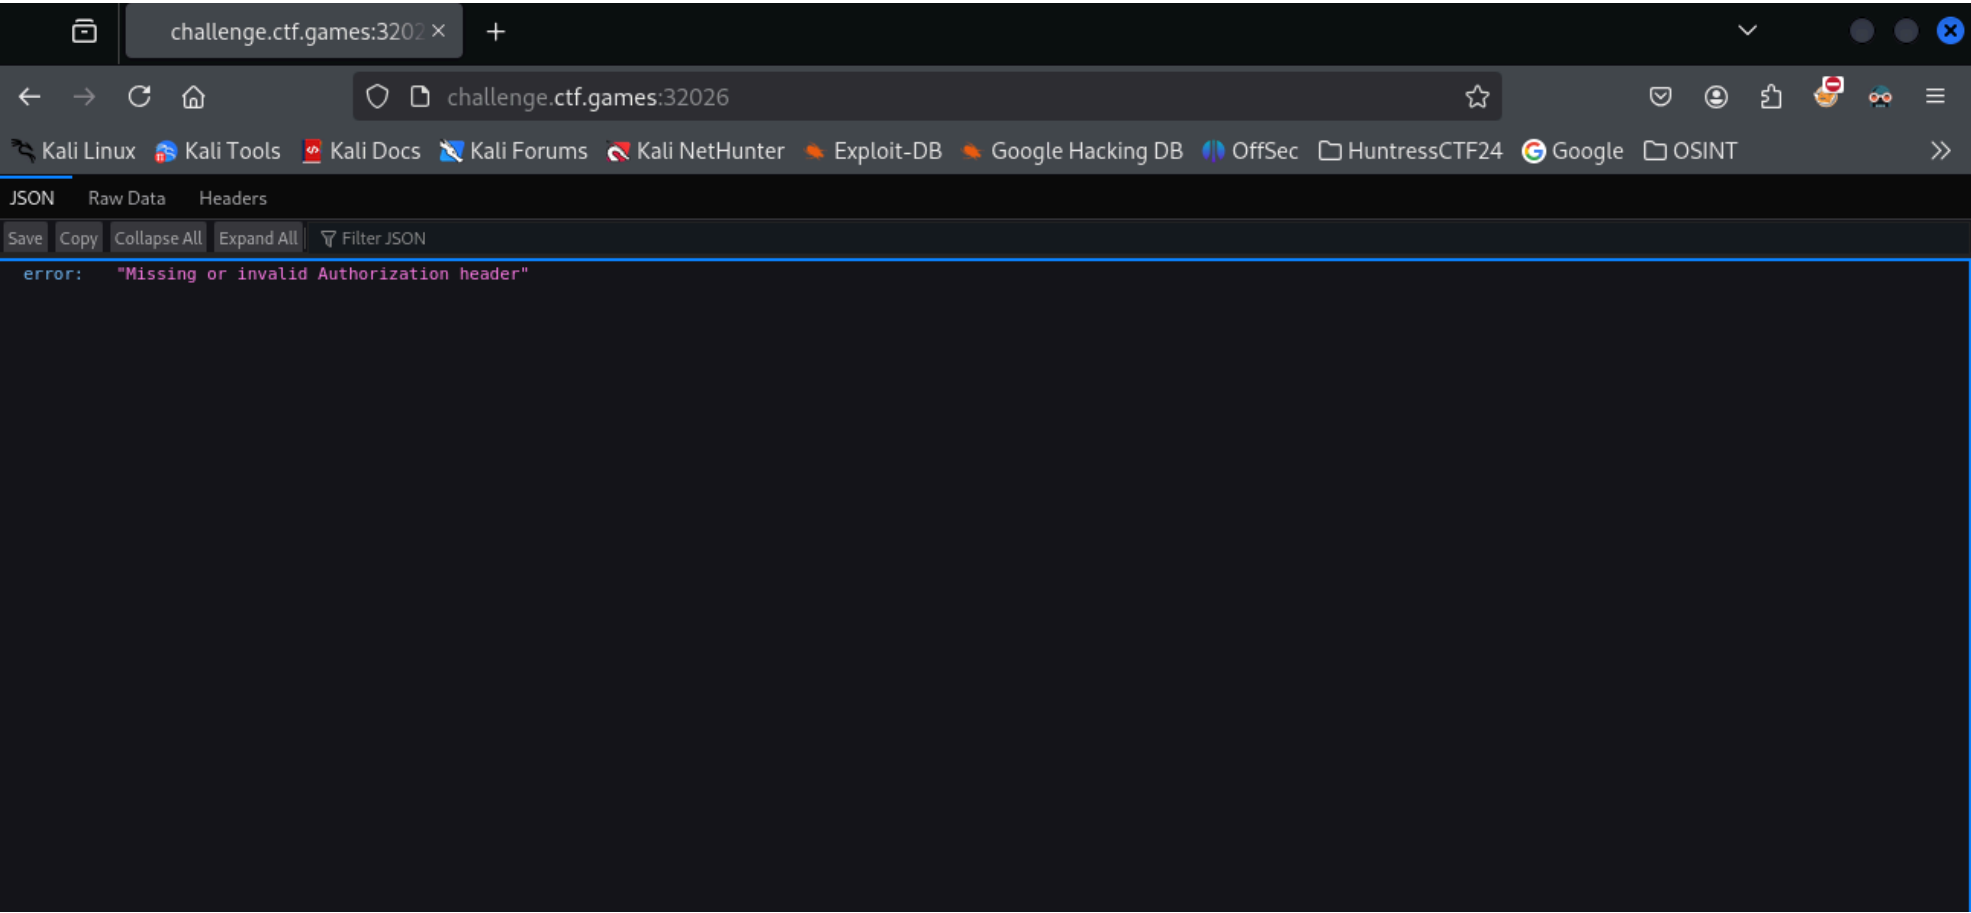 challenge.ctf.games:3202
challenge.ctf.games:32026
Kali Linux Kali Tools Kali Docs Kali Forums Kali NetHunter Exploit-DB Google Hacking DB OffSec HuntressCTF24 Google OSINT
JSON Raw Data Headers
Save Copy Collapse All Expand All Filter JSON
error: "Missing or invalid Authorization header"